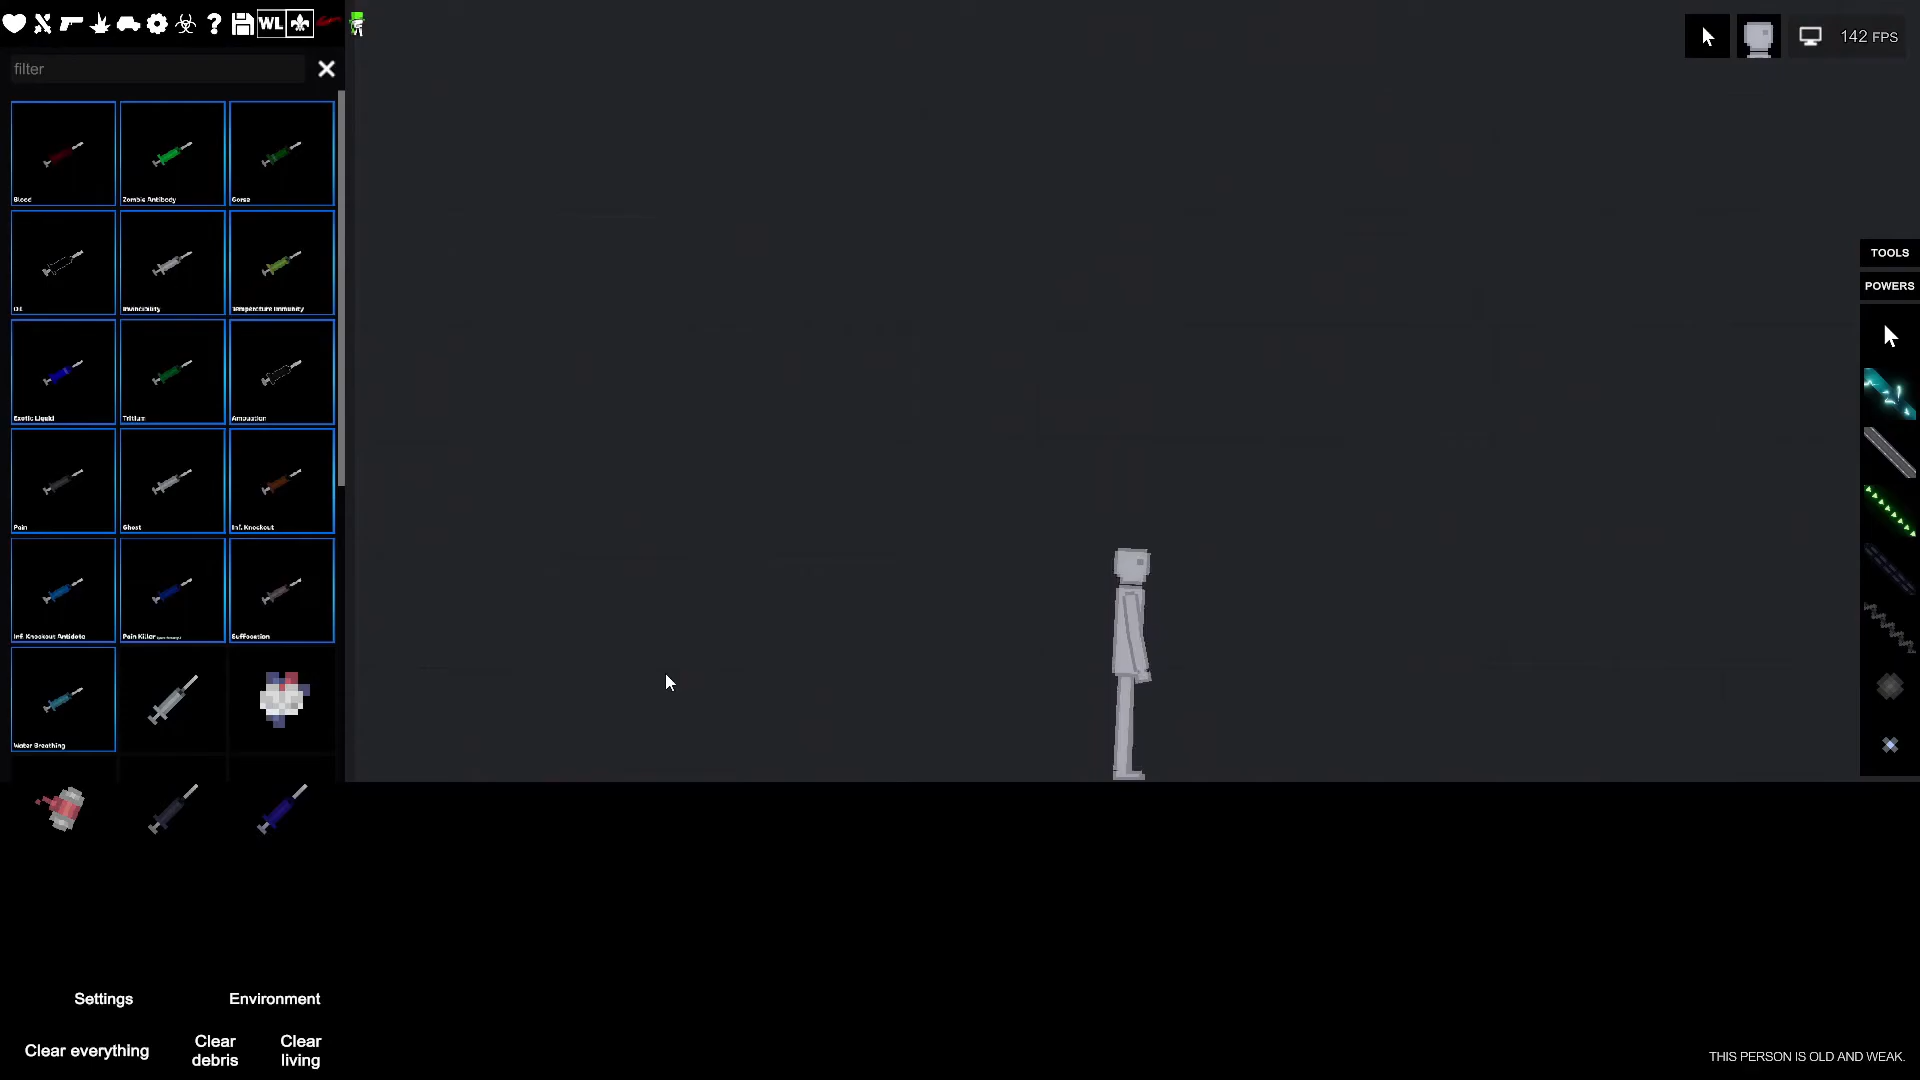 WL
142 FPS
filter
Blood
Zombie Antibody
Gorse
Invincibility
Temperature Immunity
Exotic Liquid
Tritium
Pain
Ghost
Inf. Knockout
Inf. Knockout Antidote
Pain Killer
Suffocation
Water Breathing
TOOLS
POWERS
Settings
Environment
Clear everything
Clear
debris
Clear
living
THIS PERSON IS OLD AND WEAK.